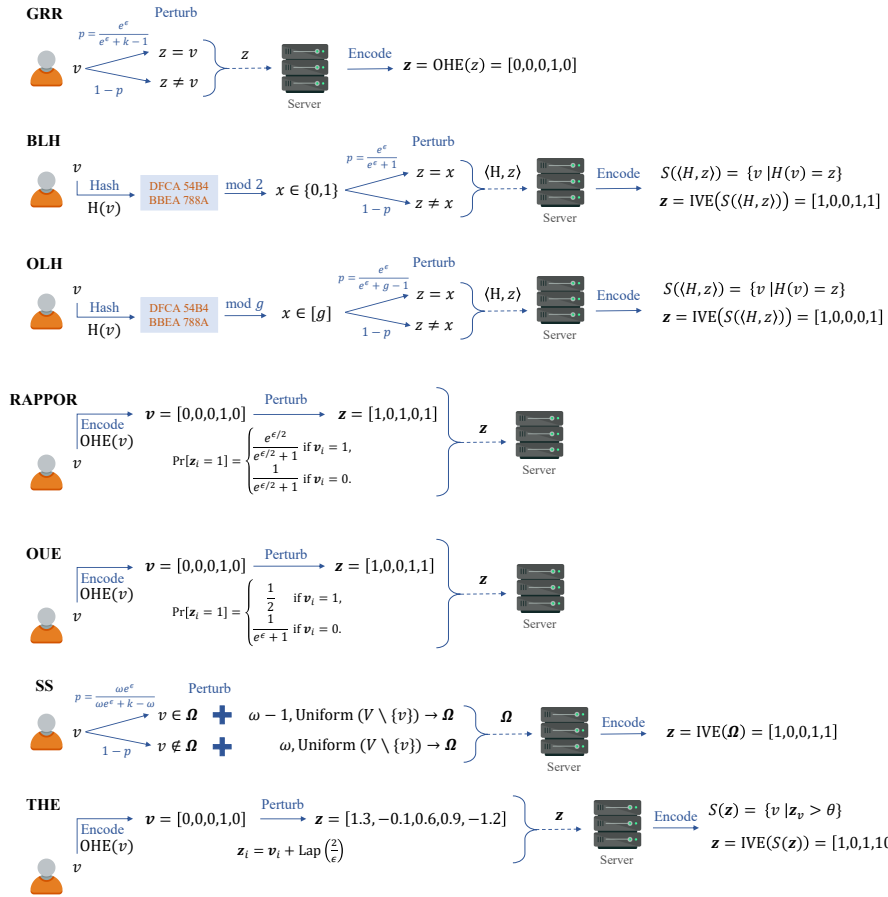 GRR
Perturb
p = e^ϵ / (e^ϵ + k − 1)
v
z = v
z ≠ v
1 − p
z
Server
Encode
𝒛 = OHE(z) = [0,0,0,1,0]
BLH
v
Hash
H(v)
DFCA 54B4
BBEA 788A
mod 2
x ∈ {0,1}
Perturb
p = e^ϵ / (e^ϵ + 1)
z = x
z ≠ x
1 − p
⟨H, z⟩
Server
Encode
S(⟨H, z⟩) = {v |H(v) = z}
𝒛 = IVE(S(⟨H, z⟩)) = [1,0,0,1,1]
OLH
v
Hash
H(v)
DFCA 54B4
BBEA 788A
mod g
x ∈ [g]
Perturb
p = e^ϵ / (e^ϵ + g − 1)
z = x
z ≠ x
1 − p
⟨H, z⟩
Server
Encode
S(⟨H, z⟩) = {v |H(v) = z}
𝒛 = IVE(S(⟨H, z⟩)) = [1,0,0,0,1]
RAPPOR
v
Encode
OHE(v)
𝒗 = [0,0,0,1,0]
Perturb
𝒛 = [1,0,1,0,1]
Pr[𝒛_i = 1] = { e^{ϵ/2} / (e^{ϵ/2} + 1) if 𝒗_i = 1,
1 / (e^{ϵ/2} + 1) if 𝒗_i = 0.
𝒛
Server
OUE
v
Encode
OHE(v)
𝒗 = [0,0,0,1,0]
Perturb
𝒛 = [1,0,0,1,1]
Pr[𝒛_i = 1] = { 1/2 if 𝒗_i = 1,
1 / (e^ϵ + 1) if 𝒗_i = 0.
𝒛
Server
SS
p = ωe^ϵ / (ωe^ϵ + k − ω)
Perturb
v
v ∈ 𝜴 + ω − 1, Uniform (V \ {v}) → 𝜴
v ∉ 𝜴 + ω, Uniform (V \ {v}) → 𝜴
1 − p
𝜴
Server
Encode
𝒛 = IVE(𝜴) = [1,0,0,1,1]
THE
v
Encode
OHE(v)
𝒗 = [0,0,0,1,0]
Perturb
𝒛 = [1.3, −0.1,0.6,0.9, −1.2]
𝒛_i = 𝒗_i + Lap (2/ϵ)
𝒛
Server
Encode
S(𝒛) = {v |𝒛_v > θ}
𝒛 = IVE(S(𝒛)) = [1,0,1,10